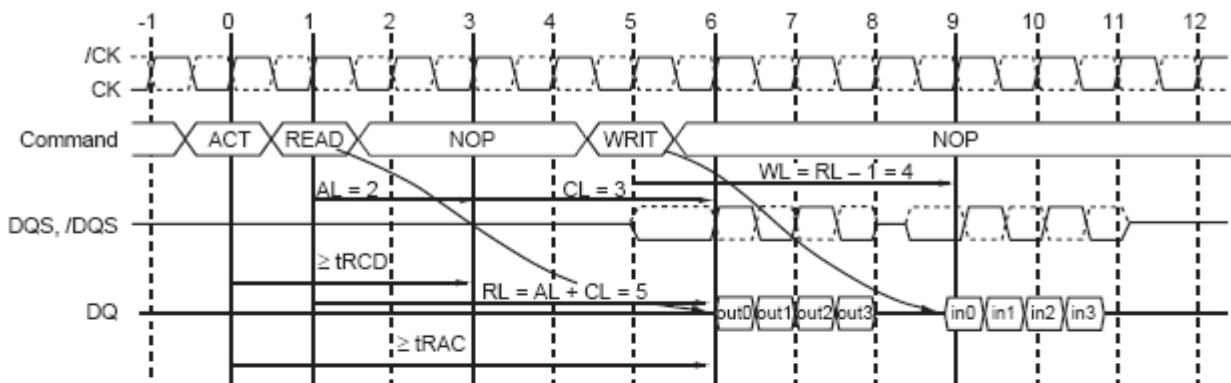 -1 0 1 2 3 4 5 6 7 8 9 10 11 12
/CK
CK
Command ACT READ NOP WRIT NOP
WL = RL − 1 = 4
AL = 2 CL = 3
DQS, /DQS
≥ tRCD
RL = AL + CL = 5
DQ out0 out1 out2 out3 in0 in1 in2 in3
≥ tRAC